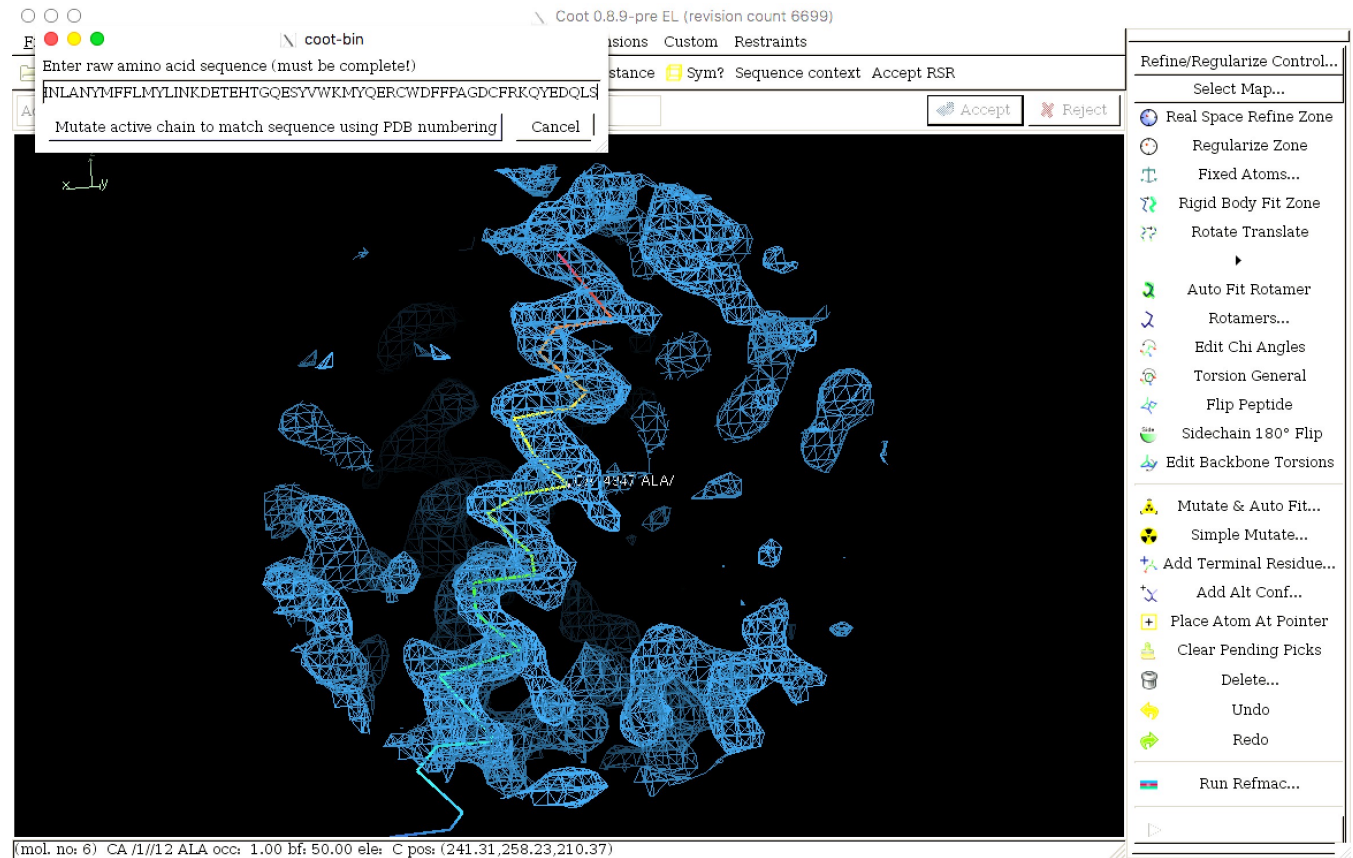 Coot 0.8.9-pre EL (revision count 6699)
coot-bin
sions Custom Restraints
Enter raw amino acid sequence (must be complete!)
stance Sym? Sequence context Accept RSR
INLANYMFFLMYLINKDETEHTGQESYVWKMYQERCWDFFPAGDCFRKQYEDQLS
Mutate active chain to match sequence using PDB numbering Cancel
Accept Reject
x y
ALA/
Refine/Regularize Control...
Select Map...
Real Space Refine Zone
Regularize Zone
Fixed Atoms...
Rigid Body Fit Zone
Rotate Translate
Auto Fit Rotamer
Rotamers...
Edit Chi Angles
Torsion General
Flip Peptide
Side
Sidechain 180° Flip
Edit Backbone Torsions
Mutate & Auto Fit...
Simple Mutate...
Add Terminal Residue...
Add Alt Conf...
Place Atom At Pointer
Clear Pending Picks
Delete...
Undo
Redo
Run Refmac...
(mol. no: 6) CA /1//12 ALA occ: 1.00 bf: 50.00 ele: C pos: (241.31,258.23,210.37)